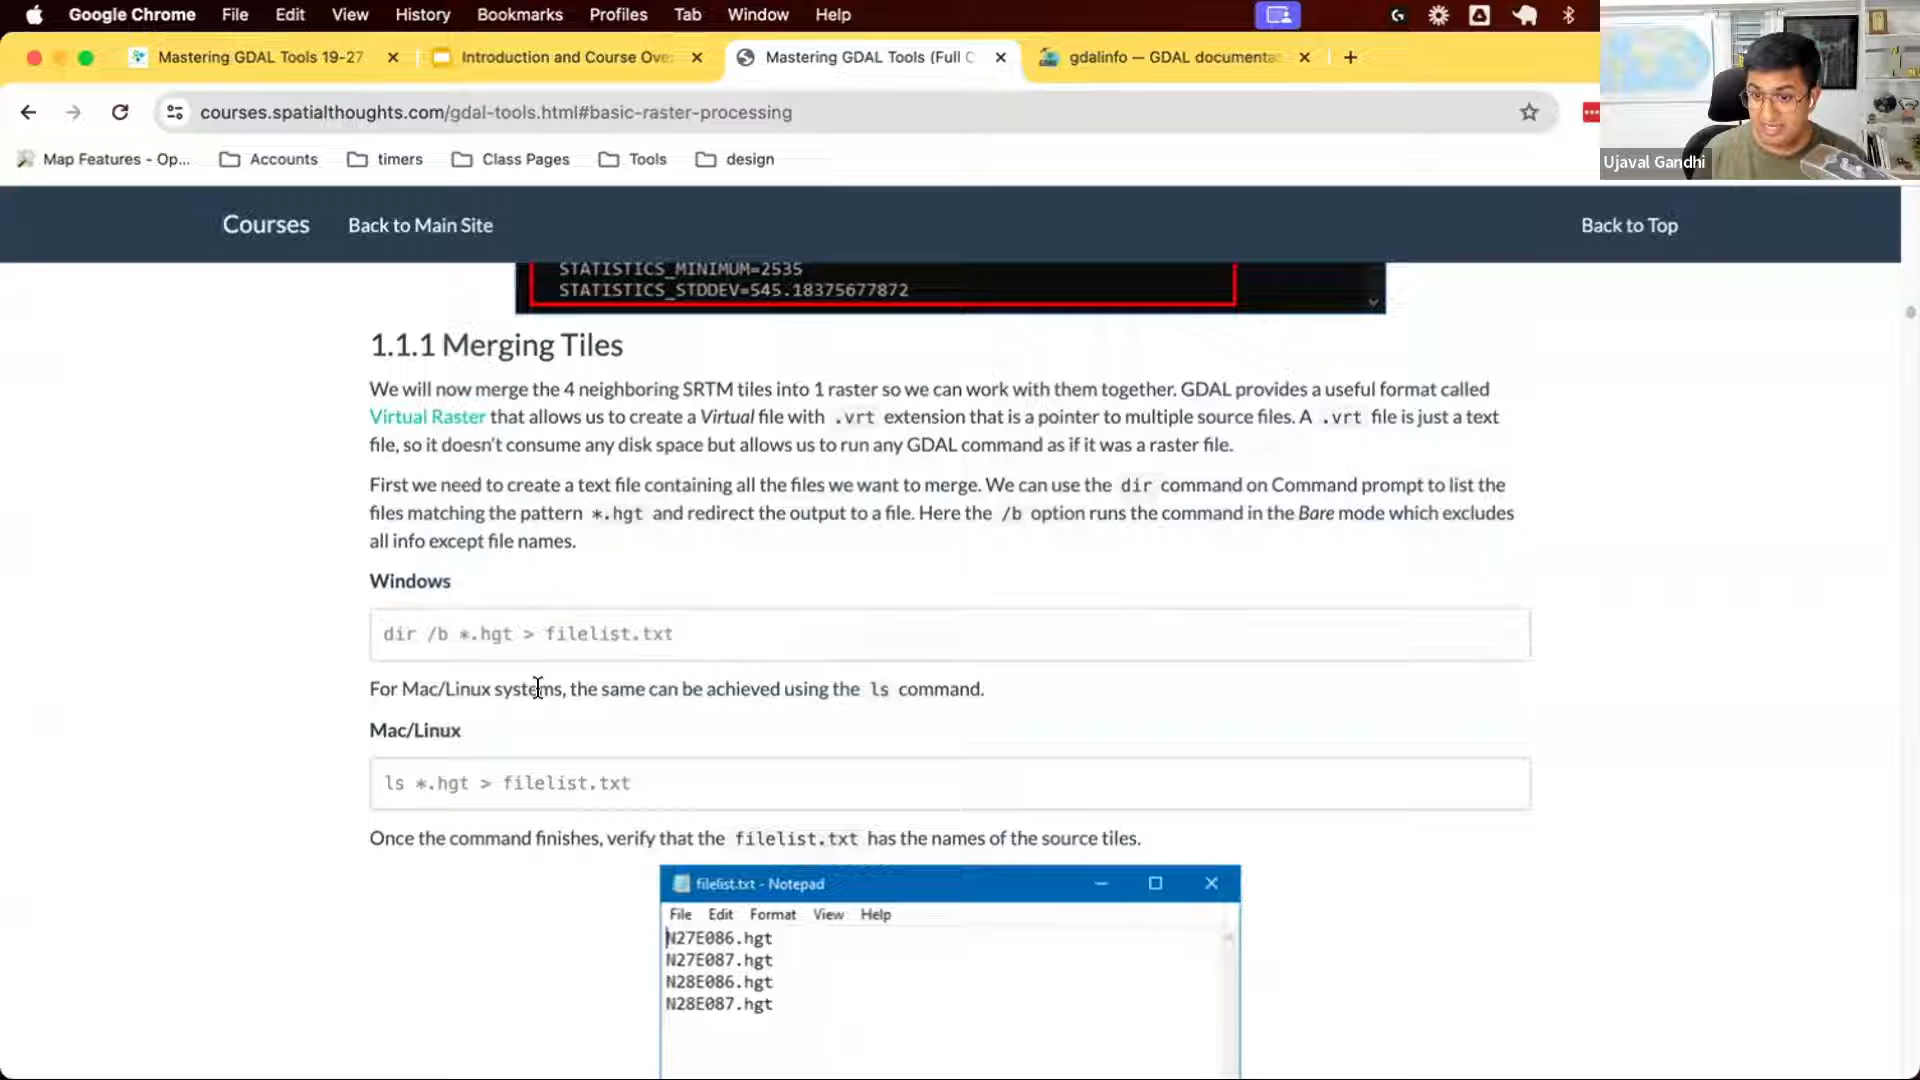 Google Chrome File Edit View History Bookmarks Profiles Tab Window Help
Mastering GDAL Tools 19-27
Introduction and Course Ove
Mastering GDAL Tools (Full C
gdalinfo — GDAL documenta
courses.spatialthoughts.com/gdal-tools.html#basic-raster-processing
Map Features - Op... Accounts timers Class Pages Tools design
Ujaval Gandhi
Courses Back to Main Site Back to Top
STATISTICS_MINIMUM=2535
STATISTICS_STDDEV=545.18375677872
1.1.1 Merging Tiles
We will now merge the 4 neighboring SRTM tiles into 1 raster so we can work with them together. GDAL provides a useful format called
Virtual Raster that allows us to create a Virtual file with .vrt extension that is a pointer to multiple source files. A .vrt file is just a text
file, so it doesn't consume any disk space but allows us to run any GDAL command as if it was a raster file.
First we need to create a text file containing all the files we want to merge. We can use the dir command on Command prompt to list the
files matching the pattern *.hgt and redirect the output to a file. Here the /b option runs the command in the Bare mode which excludes
all info except file names.
Windows
dir /b *.hgt > filelist.txt
For Mac/Linux systems, the same can be achieved using the ls command.
Mac/Linux
ls *.hgt > filelist.txt
Once the command finishes, verify that the filelist.txt has the names of the source tiles.
filelist.txt - Notepad
File Edit Format View Help
N27E086.hgt
N27E087.hgt
N28E086.hgt
N28E087.hgt